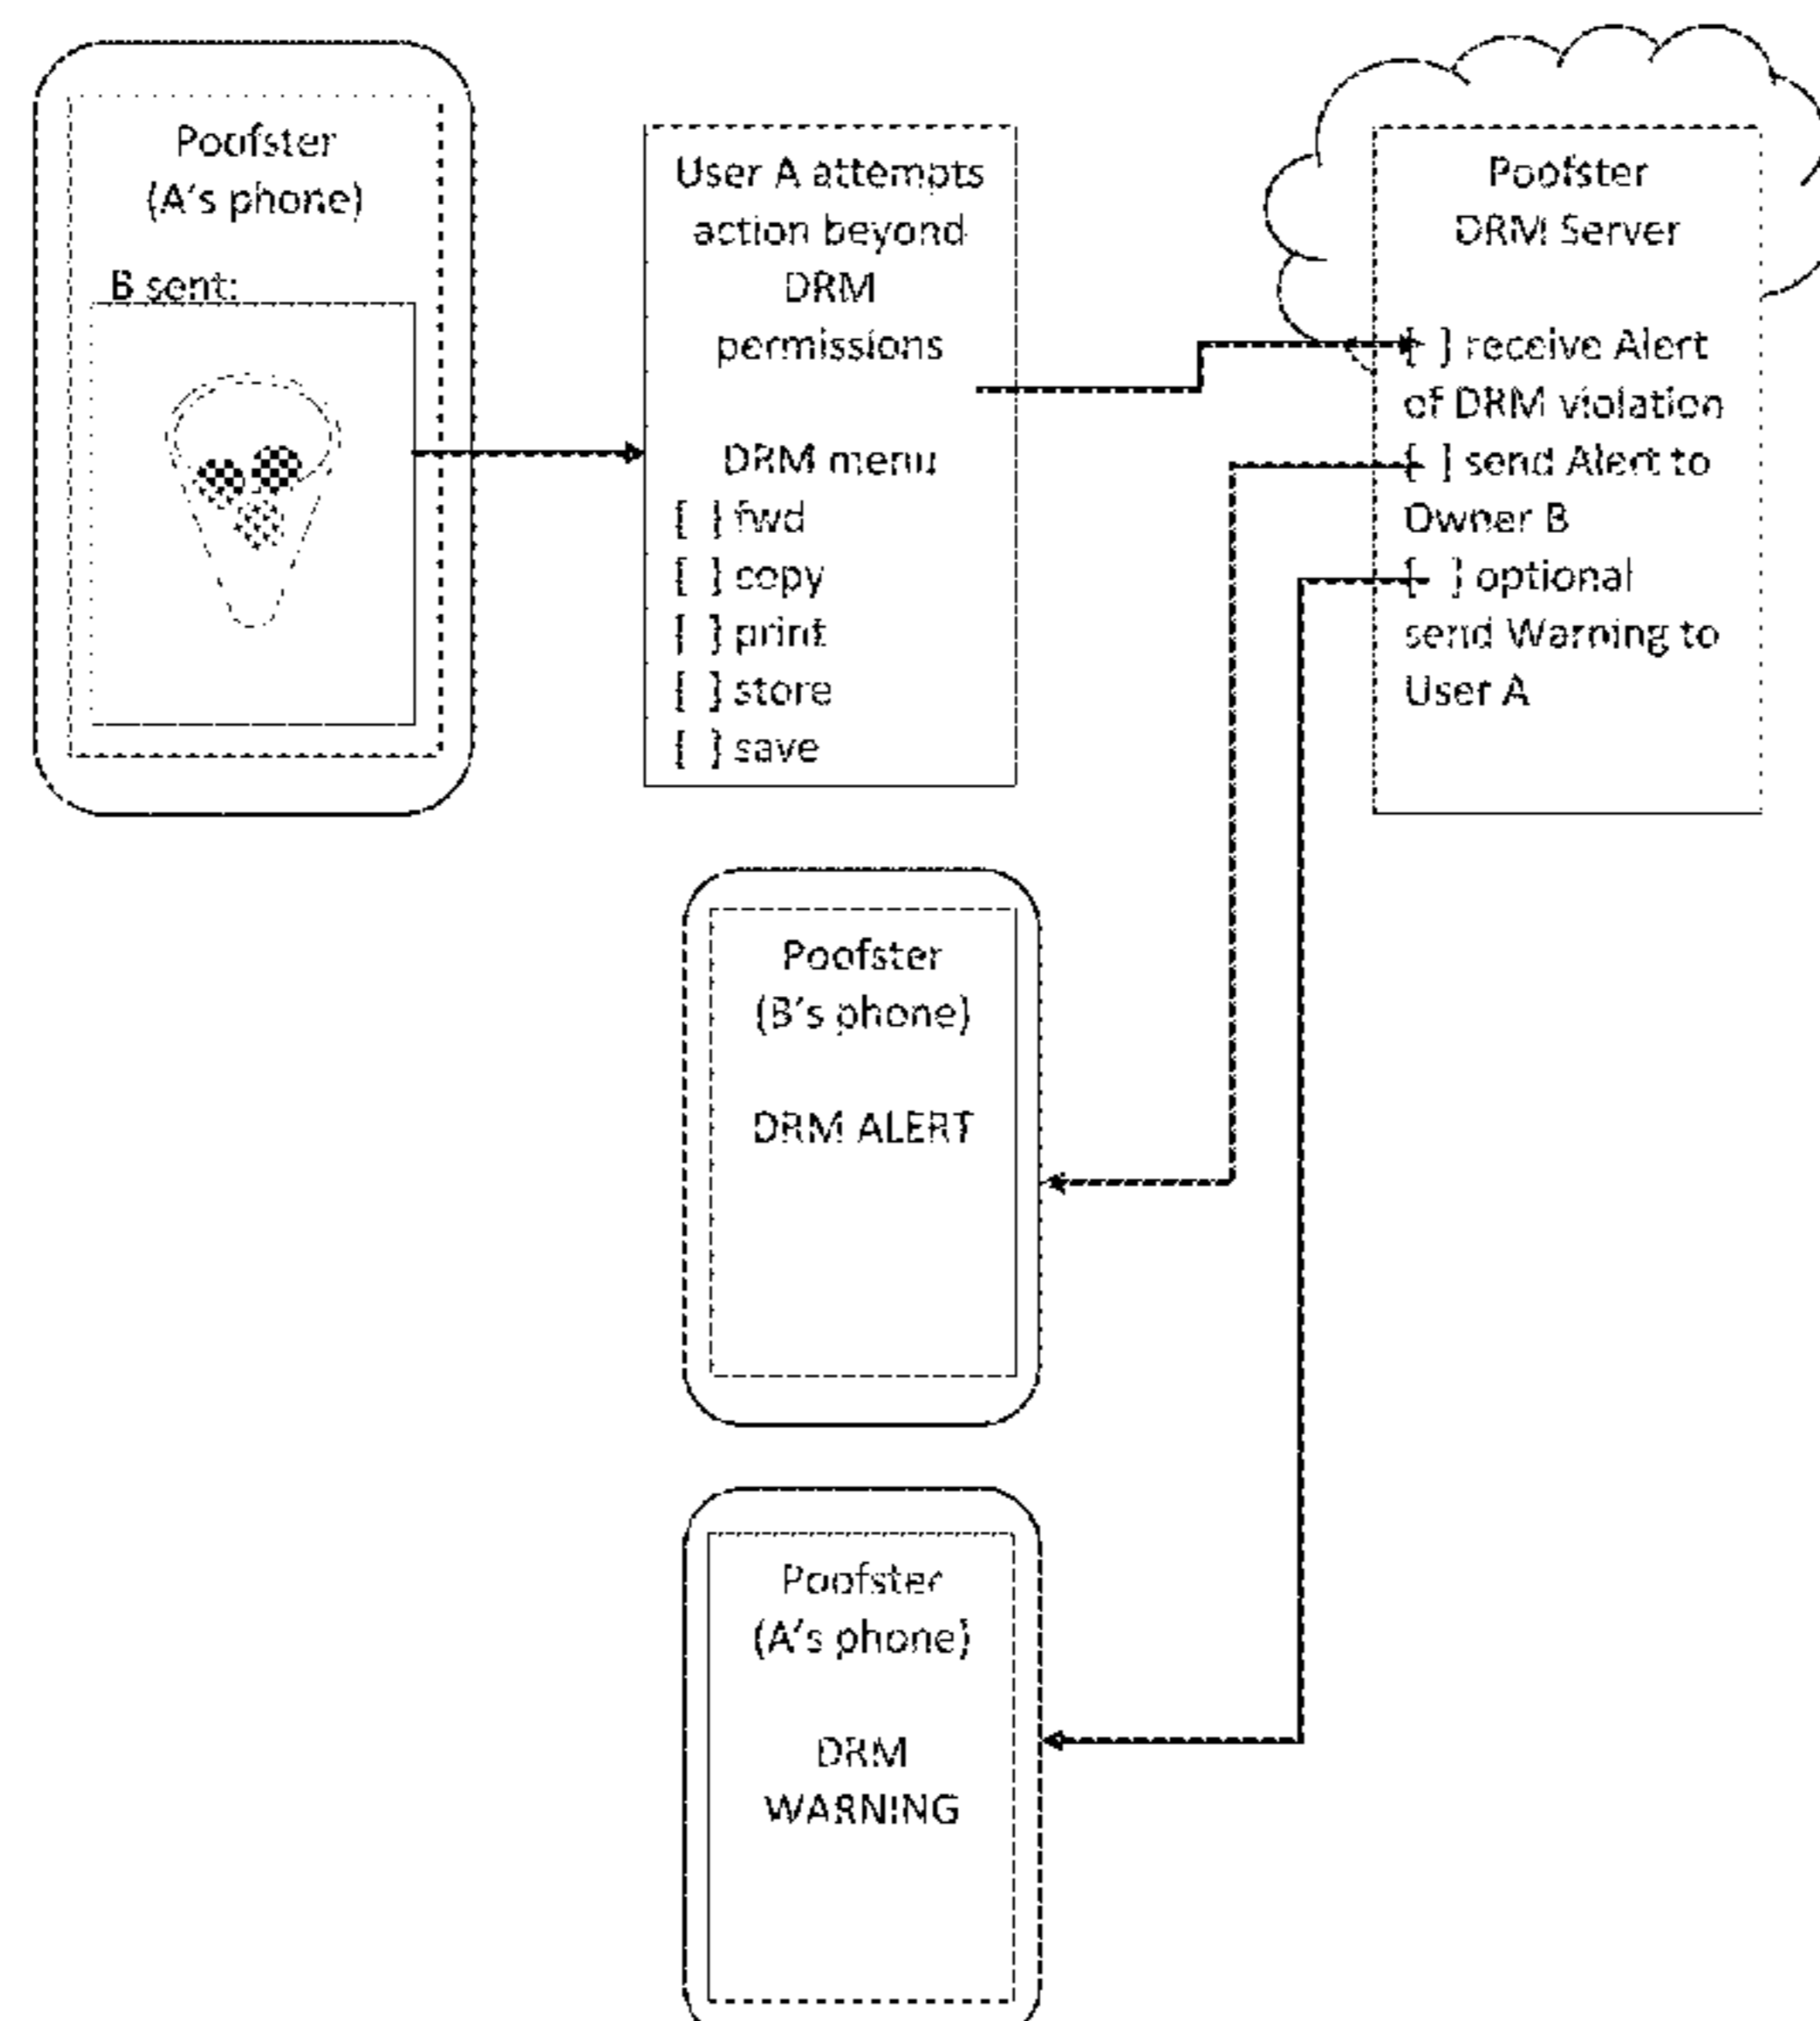 Poofster
(A's phone)
B sent:
User A attempts
action beyond
DRM
permissions
DRM menu
[ ] fwd
[ ] copy
[ ] print
[ ] store
[ ] save
Poofster
DRM Server
[ ] receive Alert
of DRM violation
[ ] send Alert to
Owner B
[ ] optional
send Warning to
User A
Poofster
(B's phone)
DRM ALERT
Poofster
(A's phone)
DRM
WARNING